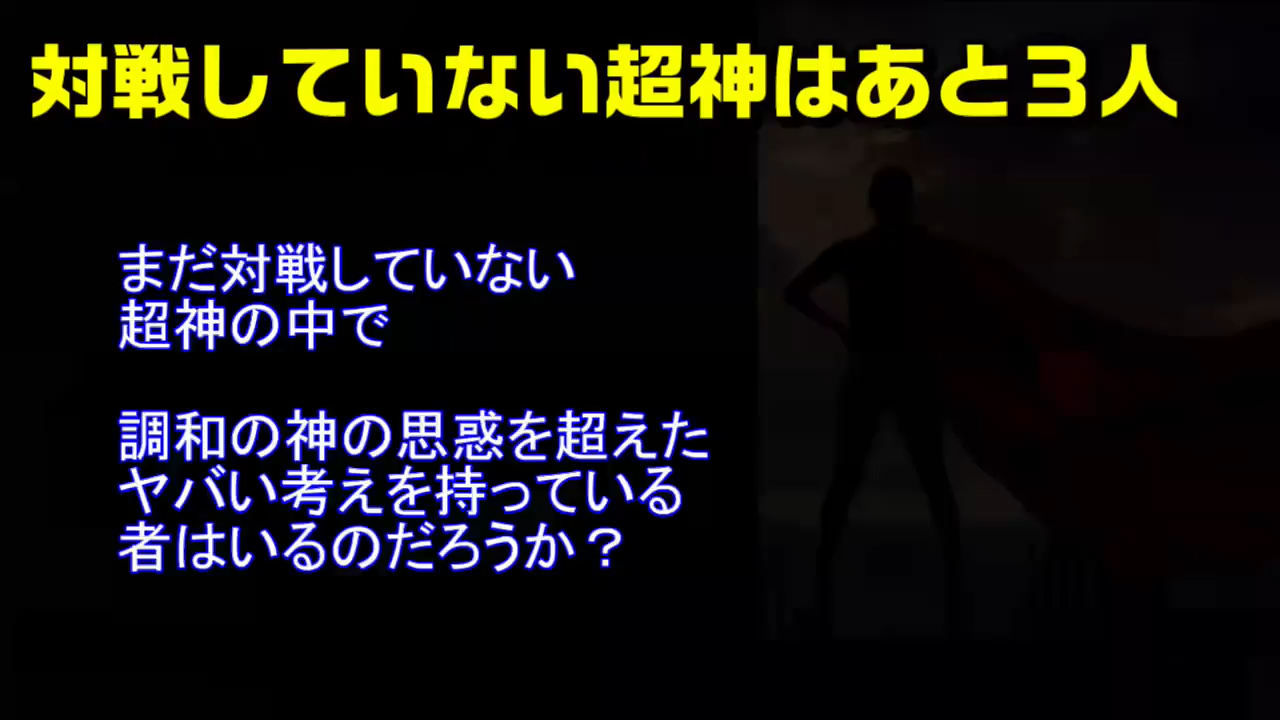 対戦していない超神はあと３人
まだ対戦していない
超神の中で
調和の神の思惑を超えた
ヤバい考えを持っている
者はいるのだろうか？